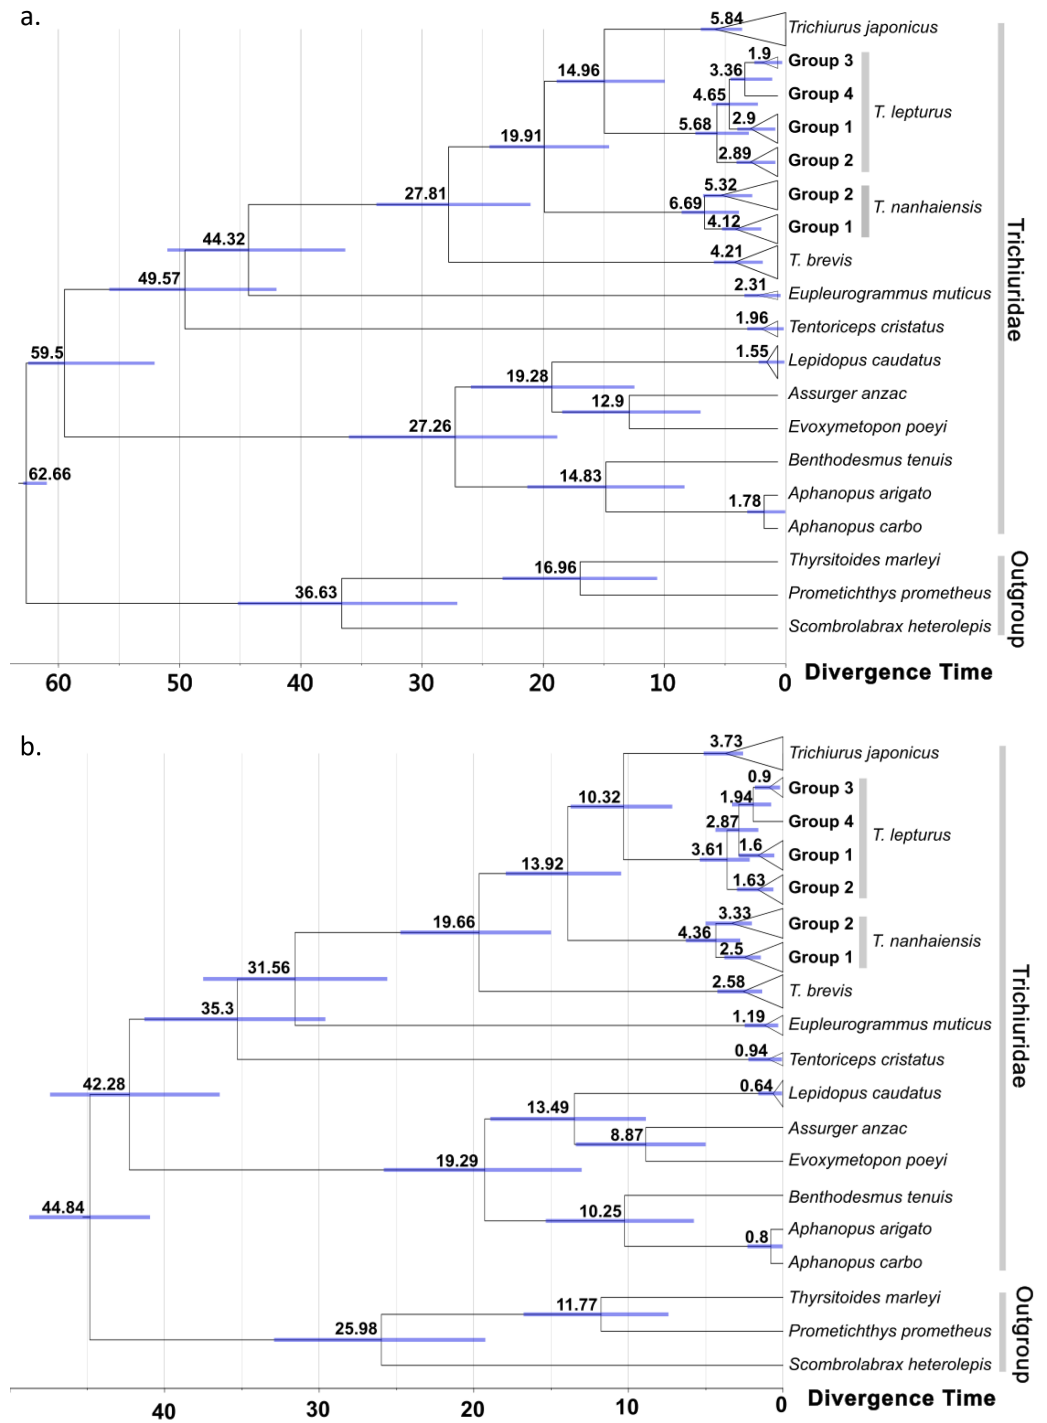 a.
5.84
Trichiurus japonicus
1.9
Group 3
3.36
14.96
Group 4
4.65
T. lepturus
2.9
Group 1
5.68
19.91
2.89
Group 2
5.32
Group 2
27.81
6.69
T. nanhaiensis
4.12
Group 1
44.32
4.21
T. brevis
49.57
2.31
Eupleurogrammus muticus
1.96
Tentoriceps cristatus
Trichiuridae
59.5
1.55
Lepidopus caudatus
19.28
12.9
Assurger anzac
27.26
Evoxymetopon poeyi
62.66
14.83
Benthodesmus tenuis
1.78
Aphanopus arigato
Aphanopus carbo
16.96
Thyrsitoides marleyi
36.63
Prometichthys prometheus
Outgroup
Scombrolabrax heterolepis
60 50 40 30 20 10 0 Divergence Time
b.
3.73
Trichiurus japonicus
0.9
Group 3
1.94
10.32
Group 4
2.87
T. lepturus
1.6
Group 1
3.61
13.92
1.63
Group 2
3.33
Group 2
19.66
4.36
T. nanhaiensis
2.5
Group 1
31.56
2.58
T. brevis
35.3
1.19
Eupleurogrammus muticus
0.94
Tentoriceps cristatus
Trichiuridae
42.28
0.64
Lepidopus caudatus
13.49
8.87
Assurger anzac
19.29
Evoxymetopon poeyi
44.84
10.25
Benthodesmus tenuis
0.8
Aphanopus arigato
Aphanopus carbo
11.77
Thyrsitoides marleyi
25.98
Prometichthys prometheus
Outgroup
Scombrolabrax heterolepis
40 30 20 10 0 Divergence Time